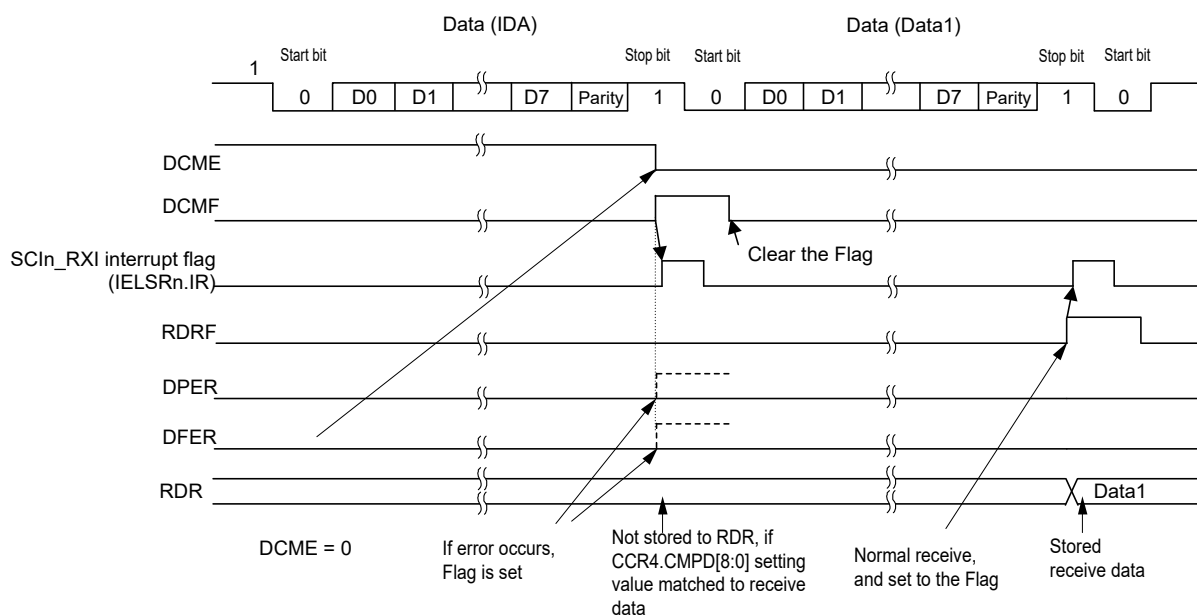 Data (IDA) Data (Data1)
Start bit Stop bit Start bit Stop bit Start bit
1
0 D0 D1 D7 Parity 1 0 D0 D1 D7 Parity 1 0
DCME
DCMF
Clear the Flag
SCIn_RXI interrupt flag
(IELSRn.IR)
RDRF
DPER
DFER
RDR Data1
DCME = 0
If error occurs,
Flag is set
Not stored to RDR, if
CCR4.CMPD[8:0] setting
value matched to receive
data
Normal receive,
and set to the Flag
Stored
receive data